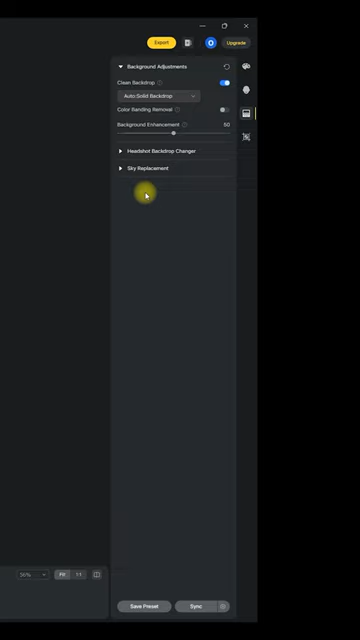 Export
Upgrade
Background Adjustments
Clean Backdrop
Auto: Solid Backdrop
Color Banding Removal
Background Enhancement 50
Headshot Backdrop Changer
Sky Replacement
56% Fit 1:1
Save Preset Sync